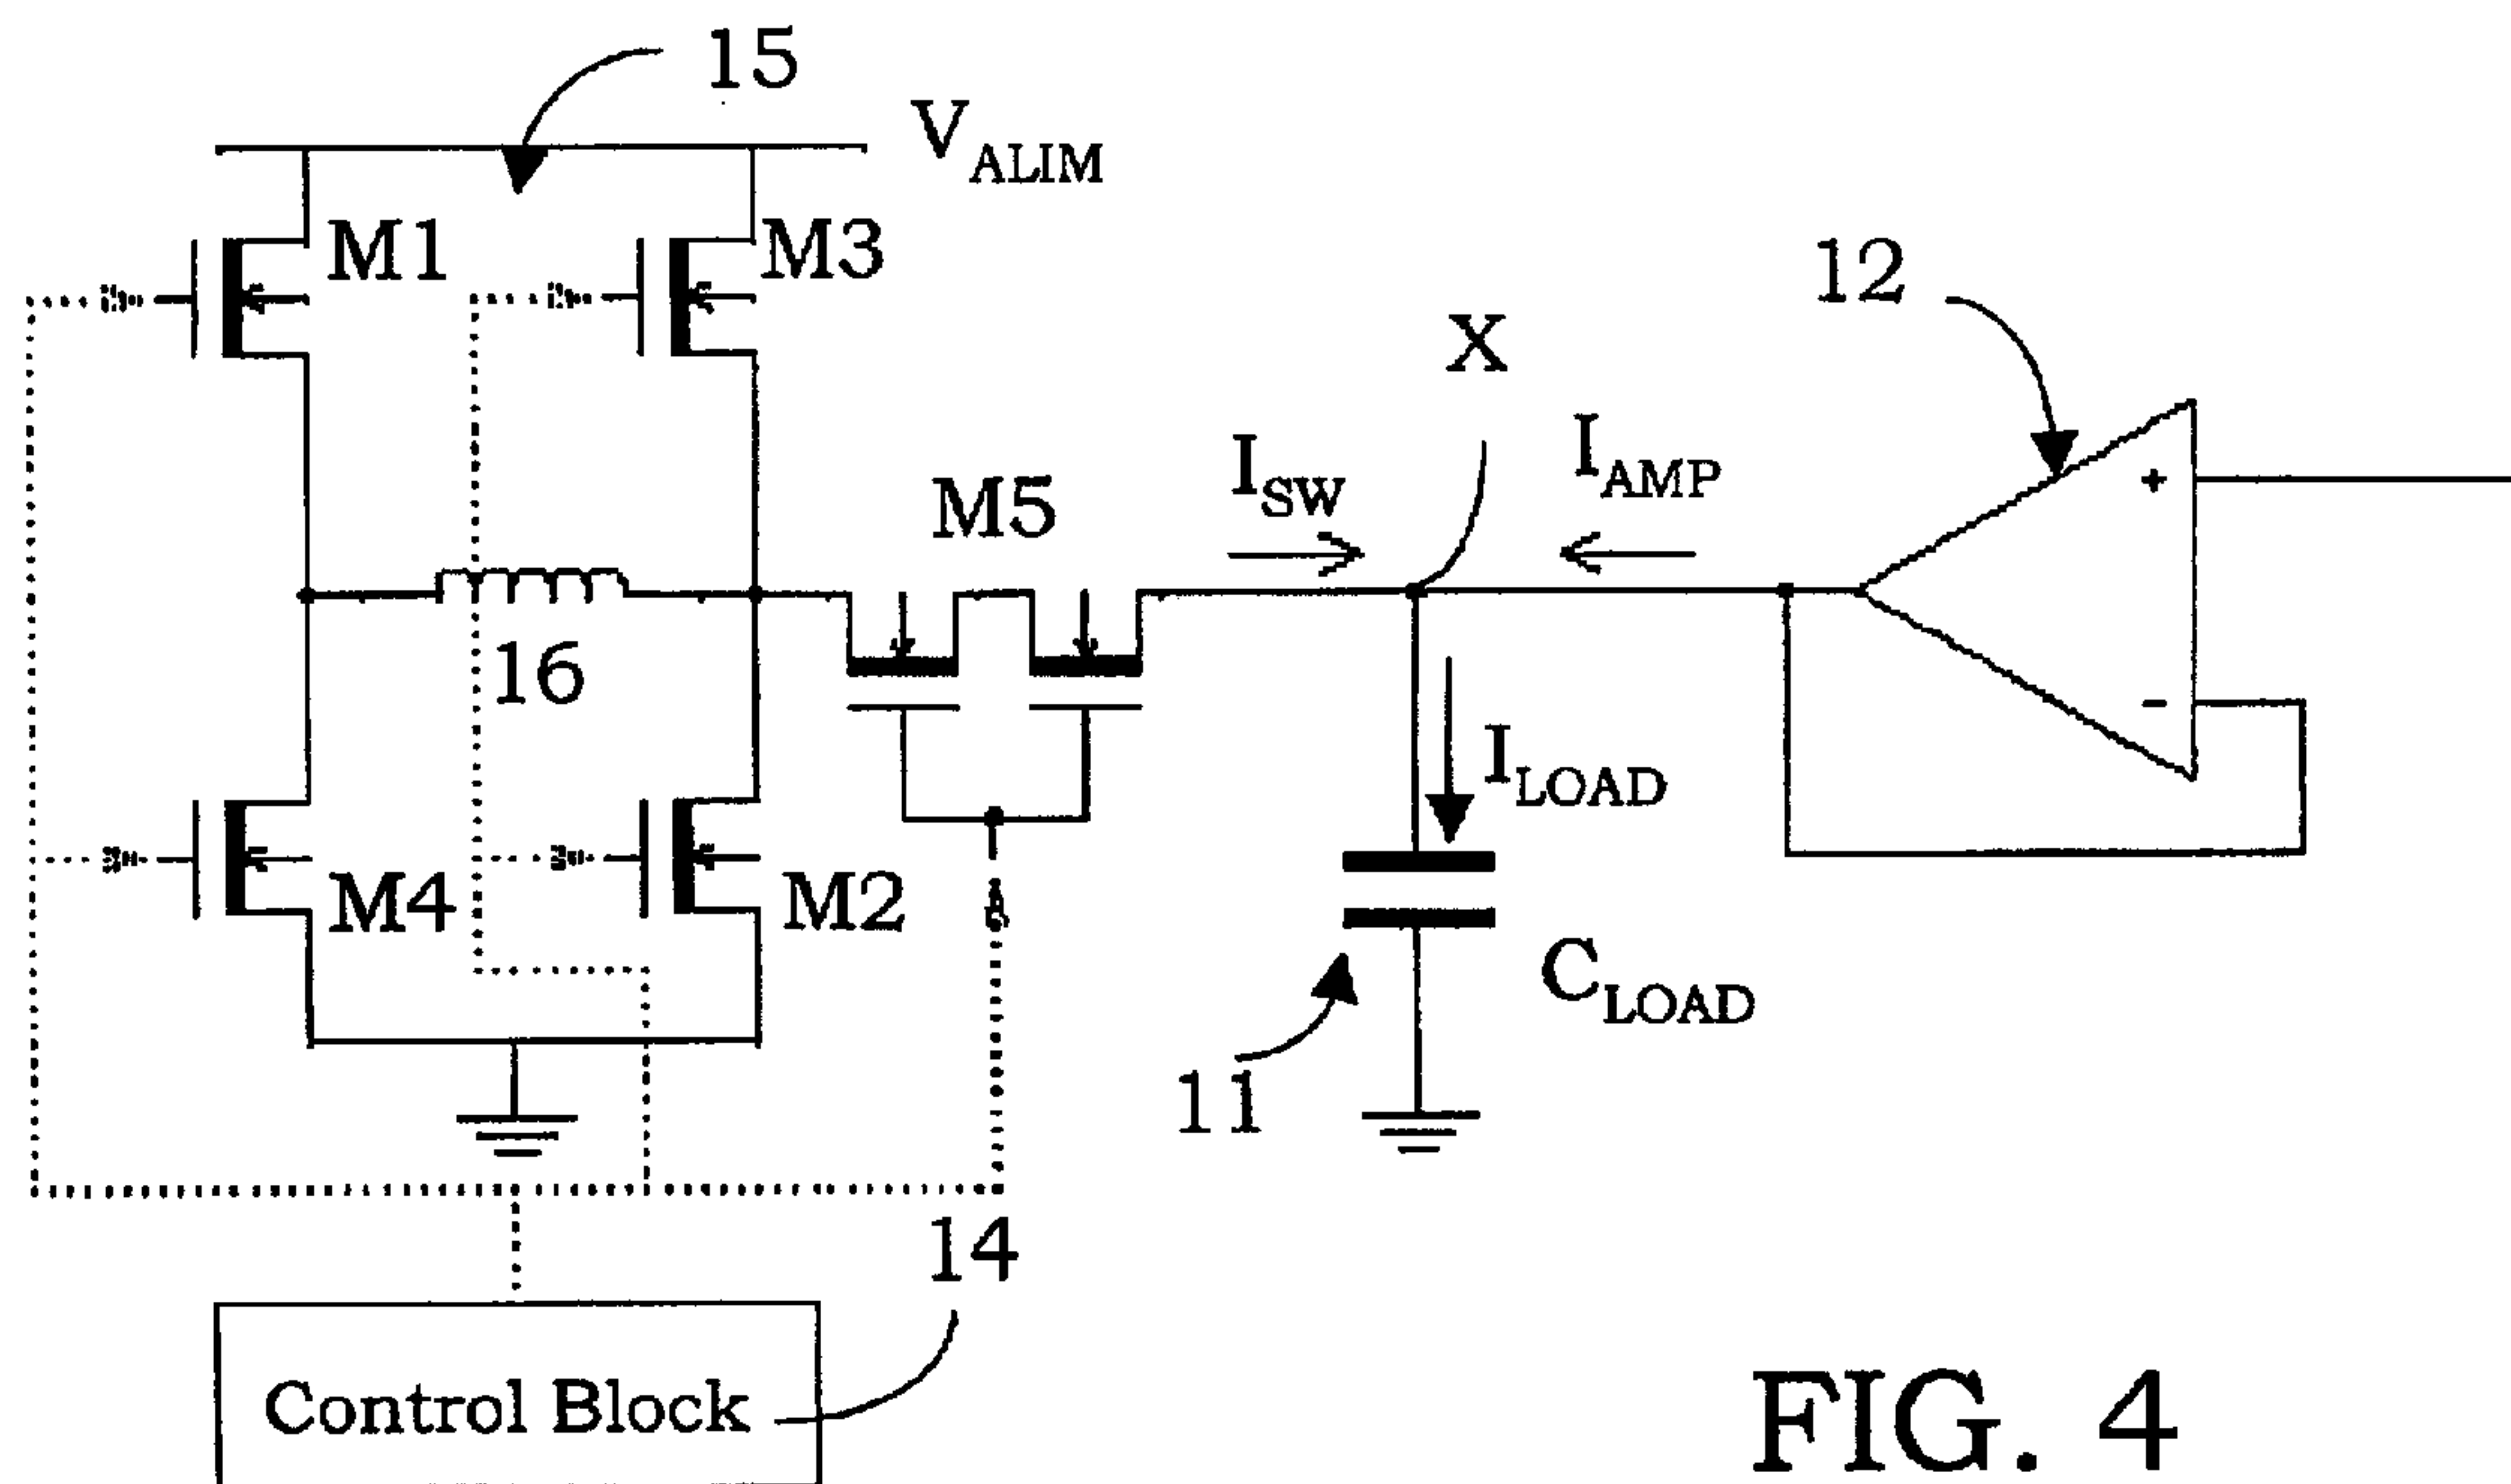 15
V_ALIM
M1
M3
12
X
I_SW
I_AMP
M5
+
16
-
I_LOAD
M4
M2
C_LOAD
11
14
Control Block
FIG. 4